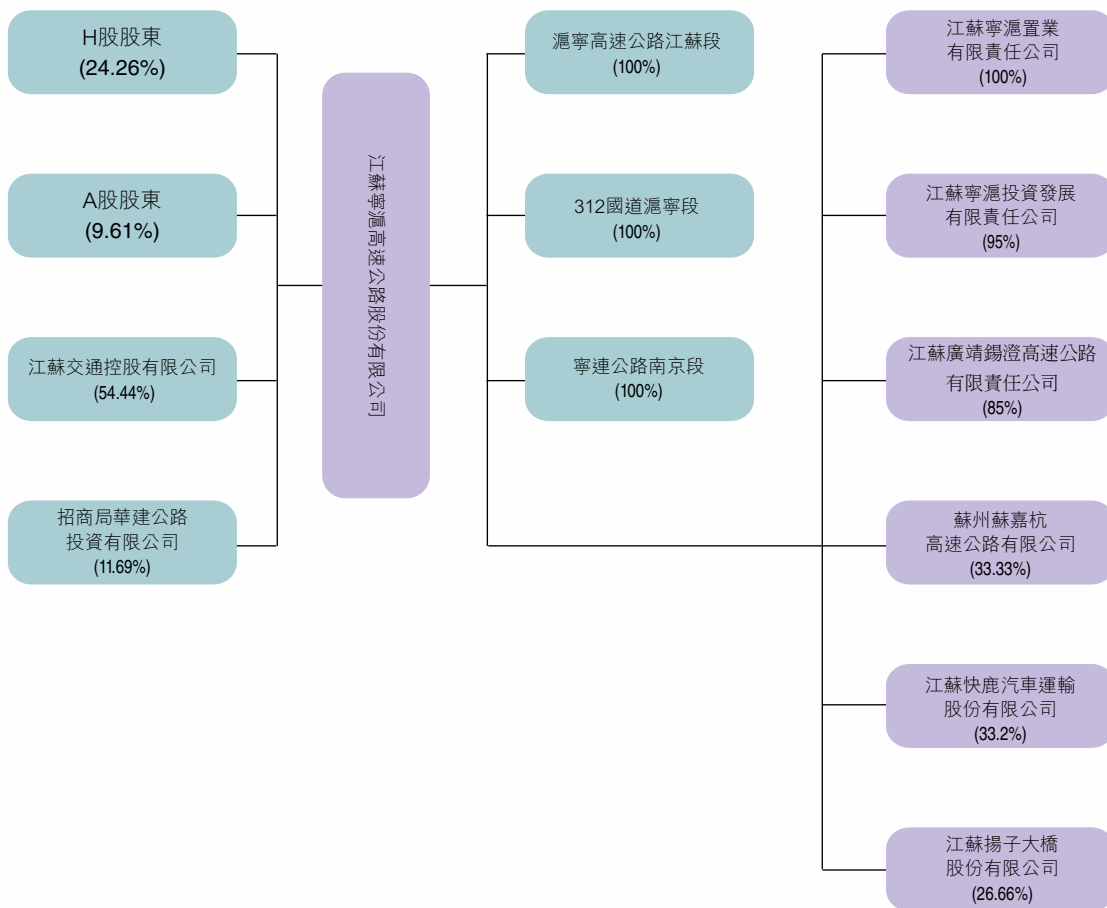 H股股東
(24.26%)
A股股東
(9.61%)
江蘇交通控股有限公司
(54.44%)
招商局華建公路
投資有限公司
(11.69%)
江蘇寧滬高速公路股份有限公司
滬寧高速公路江蘇段
(100%)
312國道滬寧段
(100%)
寧連公路南京段
(100%)
江蘇寧滬置業
有限責任公司
(100%)
江蘇寧滬投資發展
有限責任公司
(95%)
江蘇廣靖錫澄高速公路
有限責任公司
(85%)
蘇州蘇嘉杭
高速公路有限公司
(33.33%)
江蘇快鹿汽車運輸
股份有限公司
(33.2%)
江蘇揚子大橋
股份有限公司
(26.66%)